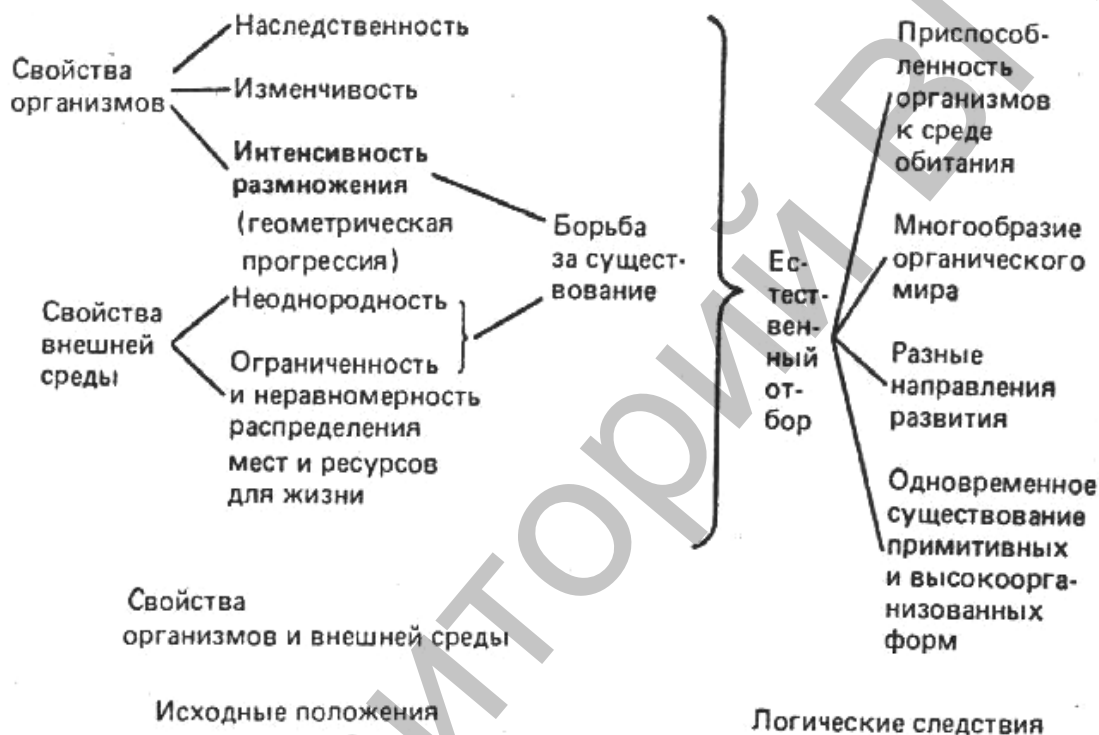 Свойства
организмов
Наследственность
Изменчивость
Интенсивность
размножения
(геометрическая
прогрессия)
Свойства
внешней
среды
Неоднородность
Ограниченность
и неравномерность
распределения
мест и ресурсов
для жизни
Борьба
за сущест-
вование
Ес-
тест-
вен-
ный
от-
бор
Приспособ-
ленность
организмов
к среде
обитания
Многообразие
органического
мира
Разные
направления
развития
Одновременное
существование
примитивных
и высокоорга-
низованных
форм
Свойства
организмов и внешней среды
Исходные положения
Логические следствия